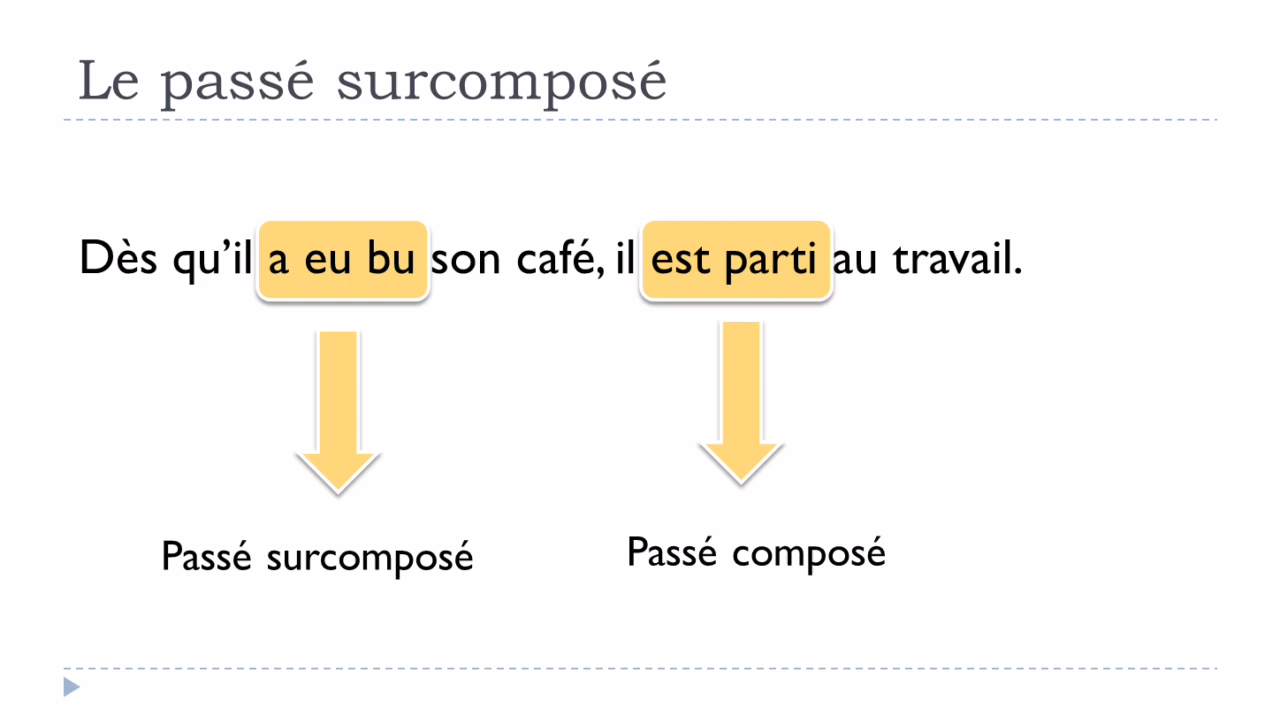 Le passé surcomposé
Dès qu’il a eu bu son café, il est parti au travail.
Passé surcomposé
Passé composé